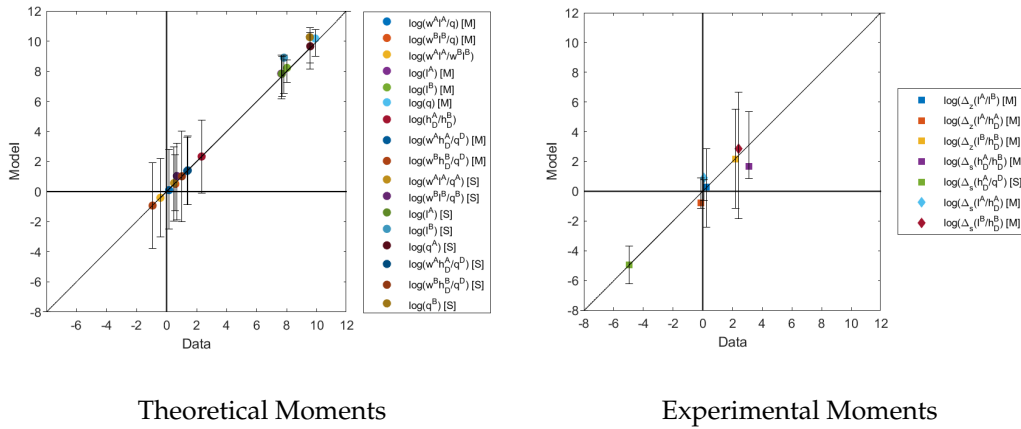 12
10
8
6
4
2
0
-2
-4
-6
-8
Model
-6 -4 -2 0 2 4 6 8 10 12
Data
log(w^A l^A/q) [M]
log(w^B l^B/q) [M]
log(w^A l^A/w^B l^B)
log(l^A) [M]
log(l^B) [M]
log(q) [M]
log(h_D^A/h_D^B)
log(w^A h_D^A/q^D) [M]
log(w^B h_D^B/q^D) [M]
log(w^A l^A/q^A) [S]
log(w^B l^B/q^B) [S]
log(l^A) [S]
log(l^B) [S]
log(q^A) [S]
log(w^A h_D^A/q^D) [S]
log(w^B h_D^B/q^D) [S]
log(q^B) [S]
12
10
8
6
4
2
0
-2
-4
-6
-8
Model
-8 -6 -4 -2 0 2 4 6 8 10 12
Data
log(Δ_z(l^A/l^B) [M]
log(Δ_z(l^A/h_D^A) [M]
log(Δ_z(l^B/h_D^B) [M]
log(Δ_s(h_D^A/h_D^B) [M]
log(Δ_s(h_D^A/q^D) [M]
log(Δ_s(l^A/h_D^A) [M]
log(Δ_s(l^B/h_D^B) [M]
Theoretical Moments
Experimental Moments